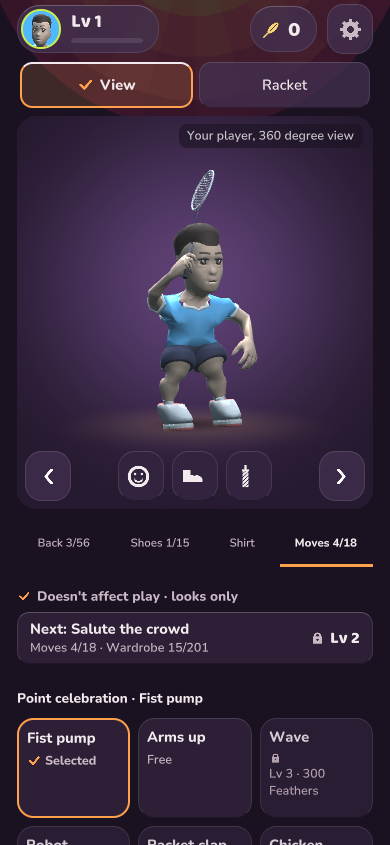 Lv 1
0
View
Racket
Your player, 360 degree view
Back 3/56
Shoes 1/15
Shirt
Moves 4/18
Doesn't affect play · looks only
Next: Salute the crowd
Moves 4/18 · Wardrobe 15/201
Lv 2
Point celebration · Fist pump
Fist pump
Selected
Arms up
Free
Wave
Lv 3 · 300
Feathers
Robot
Racket clap
Chicken